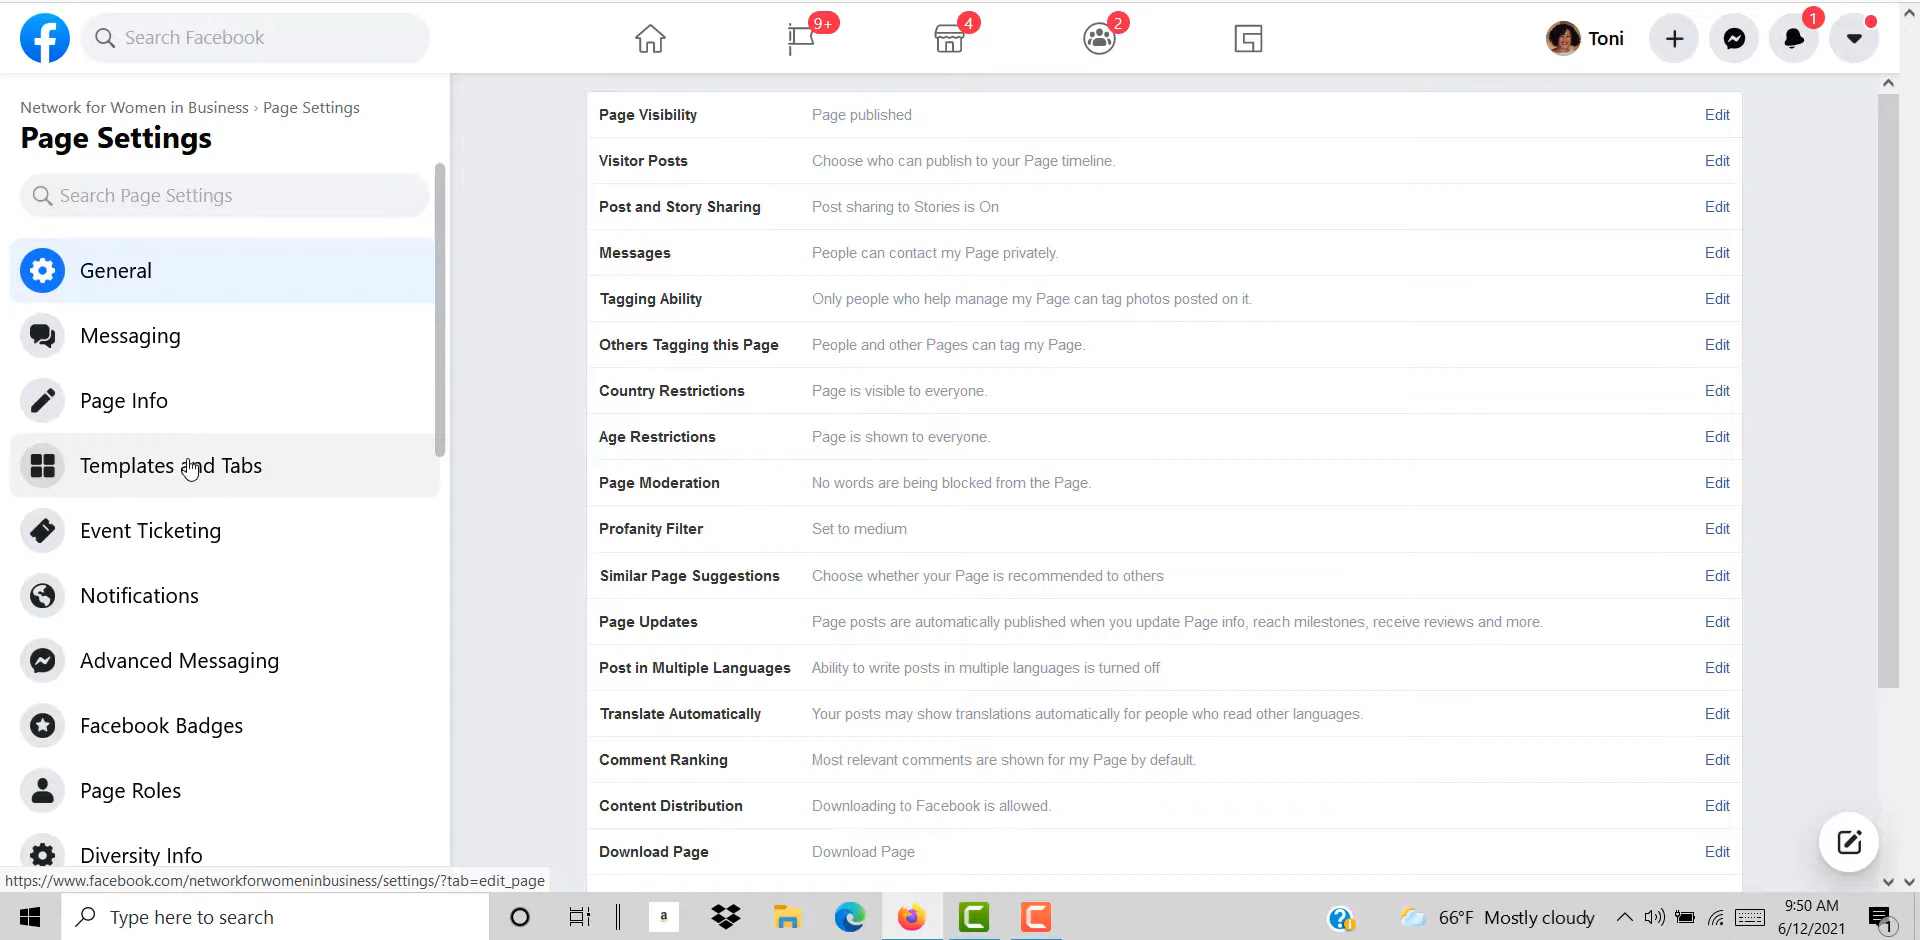 Search Facebook
9+
4
2
Toni
1
Network for Women in Business › Page Settings
Page Settings
Search Page Settings
General
Messaging
Page Info
Templates and Tabs
Event Ticketing
Notifications
Advanced Messaging
Facebook Badges
Page Roles
Diversity Info
https://www.facebook.com/networkforwomeninbusiness/settings/?tab=edit_page
Page Visibility Page published Edit
Visitor Posts Choose who can publish to your Page timeline. Edit
Post and Story Sharing Post sharing to Stories is On Edit
Messages People can contact my Page privately. Edit
Tagging Ability Only people who help manage my Page can tag photos posted on it. Edit
Others Tagging this Page People and other Pages can tag my Page. Edit
Country Restrictions Page is visible to everyone. Edit
Age Restrictions Page is shown to everyone. Edit
Page Moderation No words are being blocked from the Page. Edit
Profanity Filter Set to medium Edit
Similar Page Suggestions Choose whether your Page is recommended to others Edit
Page Updates Page posts are automatically published when you update Page info, reach milestones, receive reviews and more. Edit
Post in Multiple Languages Ability to write posts in multiple languages is turned off Edit
Translate Automatically Your posts may show translations automatically for people who read other languages. Edit
Comment Ranking Most relevant comments are shown for my Page by default. Edit
Content Distribution Downloading to Facebook is allowed. Edit
Download Page Download Page Edit
Type here to search
a
66°F Mostly cloudy
9:50 AM
6/12/2021
1